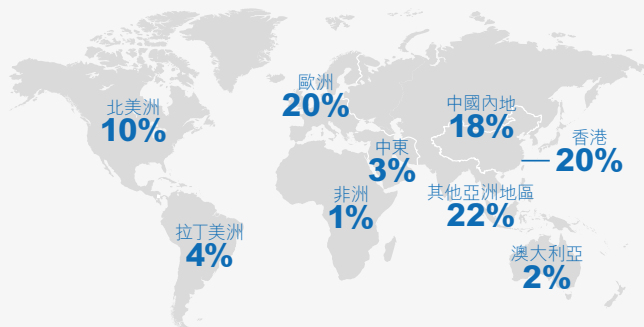 北美洲
10%
歐洲
20%
中國內地
18%
香港
20%
中東
3%
非洲
1%
其他亞洲地區
22%
拉丁美洲
4%
澳大利亞
2%